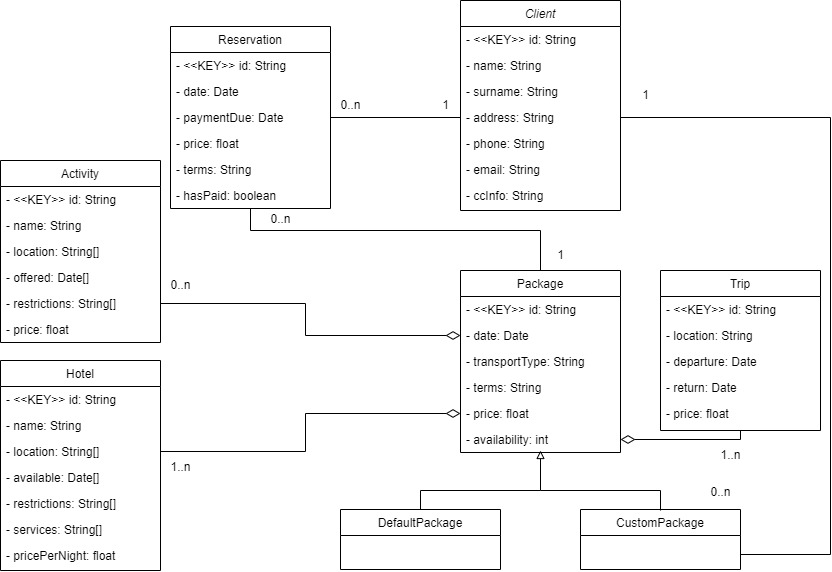 Client
- <<KEY>> id: String
- name: String
- surname: String
- address: String
- phone: String
- email: String
- ccInfo: String
Reservation
- <<KEY>> id: String
- date: Date
- paymentDue: Date
- price: float
- terms: String
- hasPaid: boolean
0..n
1
1
Activity
- <<KEY>> id: String
- name: String
- location: String[]
- offered: Date[]
- restrictions: String[]
- price: float
0..n
1
0..n
Package
- <<KEY>> id: String
- date: Date
- transportType: String
- terms: String
- price: float
- availability: int
Trip
- <<KEY>> id: String
- location: String
- departure: Date
- return: Date
- price: float
Hotel
- <<KEY>> id: String
- name: String
- location: String[]
- available: Date[]
- restrictions: String[]
- services: String[]
- pricePerNight: float
1..n
1..n
0..n
DefaultPackage
CustomPackage